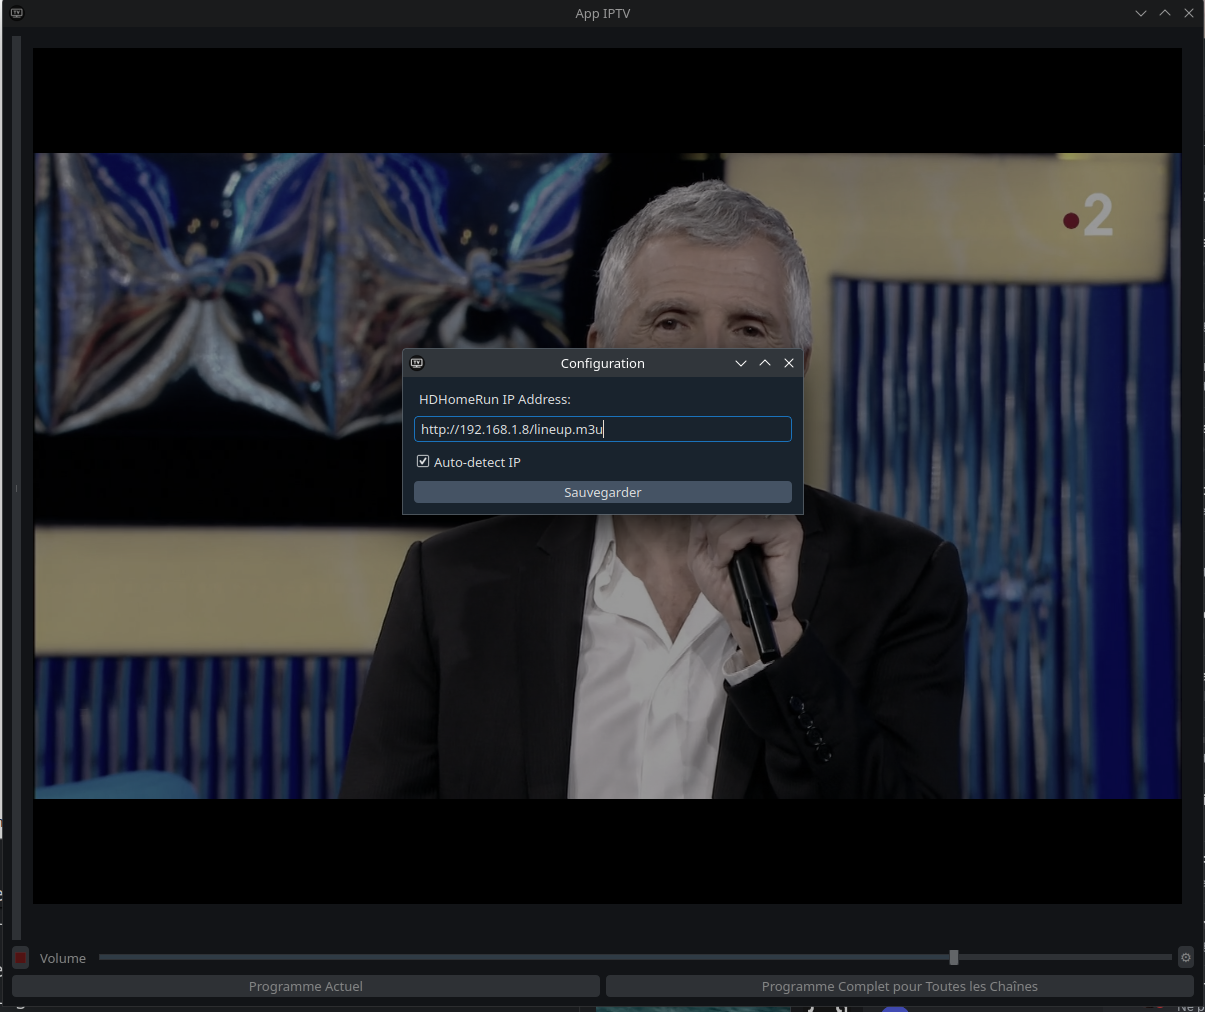 App IPTV
2
Configuration
HDHomeRun IP Address:
http://192.168.1.8/lineup.m3u
Auto-detect IP
Sauvegarder
Volume
Programme Actuel
Programme Complet pour Toutes les Chaînes